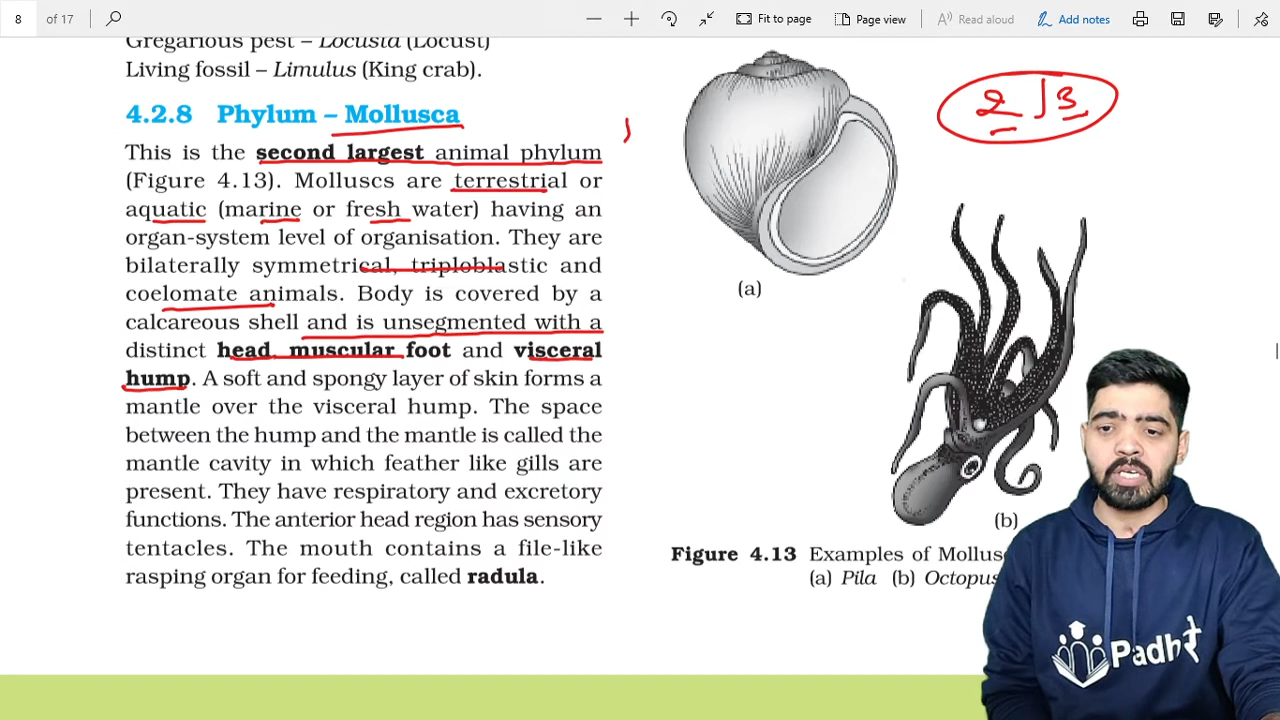 8 of 17 Fit to page Page view Read aloud Add notes
Gregarious pest – Locusta (Locust)
Living fossil – Limulus (King crab).
4.2.8 Phylum – Mollusca
This is the second largest animal phylum
(Figure 4.13). Molluscs are terrestrial or
aquatic (marine or fresh water) having an
organ-system level of organisation. They are
bilaterally symmetrical, triploblastic and
coelomate animals. Body is covered by a
calcareous shell and is unsegmented with a
distinct head, muscular foot and visceral
hump. A soft and spongy layer of skin forms a
mantle over the visceral hump. The space
between the hump and the mantle is called the
mantle cavity in which feather like gills are
present. They have respiratory and excretory
functions. The anterior head region has sensory
tentacles. The mouth contains a file-like
rasping organ for feeding, called radula.
2 3
(a)
(b)
Figure 4.13 Examples of Mollus
(a) Pila (b) Octopus
Padhरे